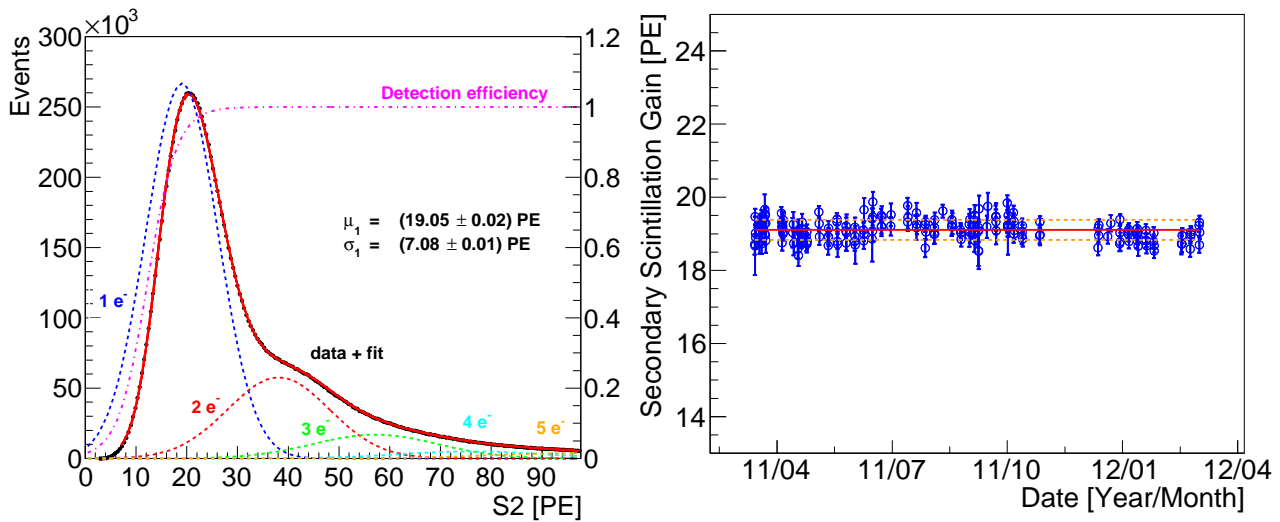 ×10³
Events
300
250
200
150
100
50
0
1.2
1
0.8
0.6
0.4
0.2
0
Detection efficiency
μ₁ = (19.05 ± 0.02) PE
σ₁ = (7.08 ± 0.01) PE
1 e⁻
data + fit
2 e⁻
3 e⁻
4 e⁻
5 e⁻
0 10 20 30 40 50 60 70 80 90
S2 [PE]
Secondary Scintillation Gain [PE]
24
22
20
18
16
14
11/04 11/07 11/10 12/01 12/04
Date [Year/Month]